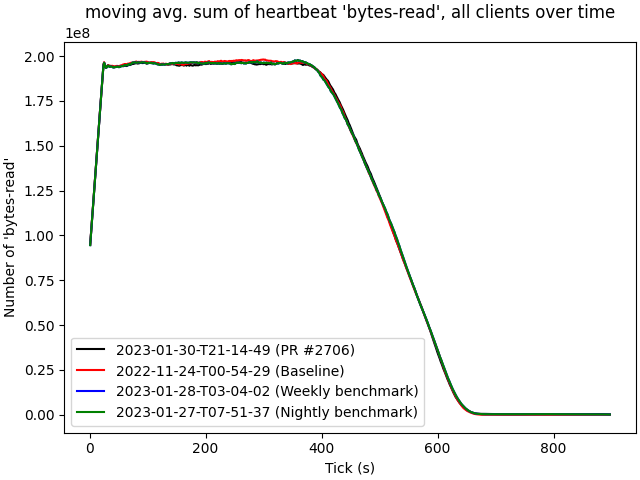 moving avg. sum of heartbeat 'bytes-read', all clients over time
1e8
2.00
1.75
1.50
1.25
1.00
0.75
0.50
0.25
0.00
Number of 'bytes-read'
2023-01-30-T21-14-49 (PR #2706)
2022-11-24-T00-54-29 (Baseline)
2023-01-28-T03-04-02 (Weekly benchmark)
2023-01-27-T07-51-37 (Nightly benchmark)
0 200 400 600 800
Tick (s)